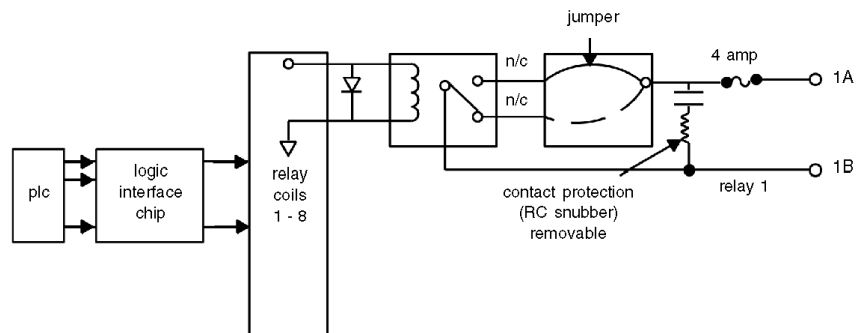 jumper
4 amp
n/c
n/c
1A
plc
logic
interface
chip
relay
coils
1 - 8
contact protection
(RC snubber)
removable
relay 1
1B